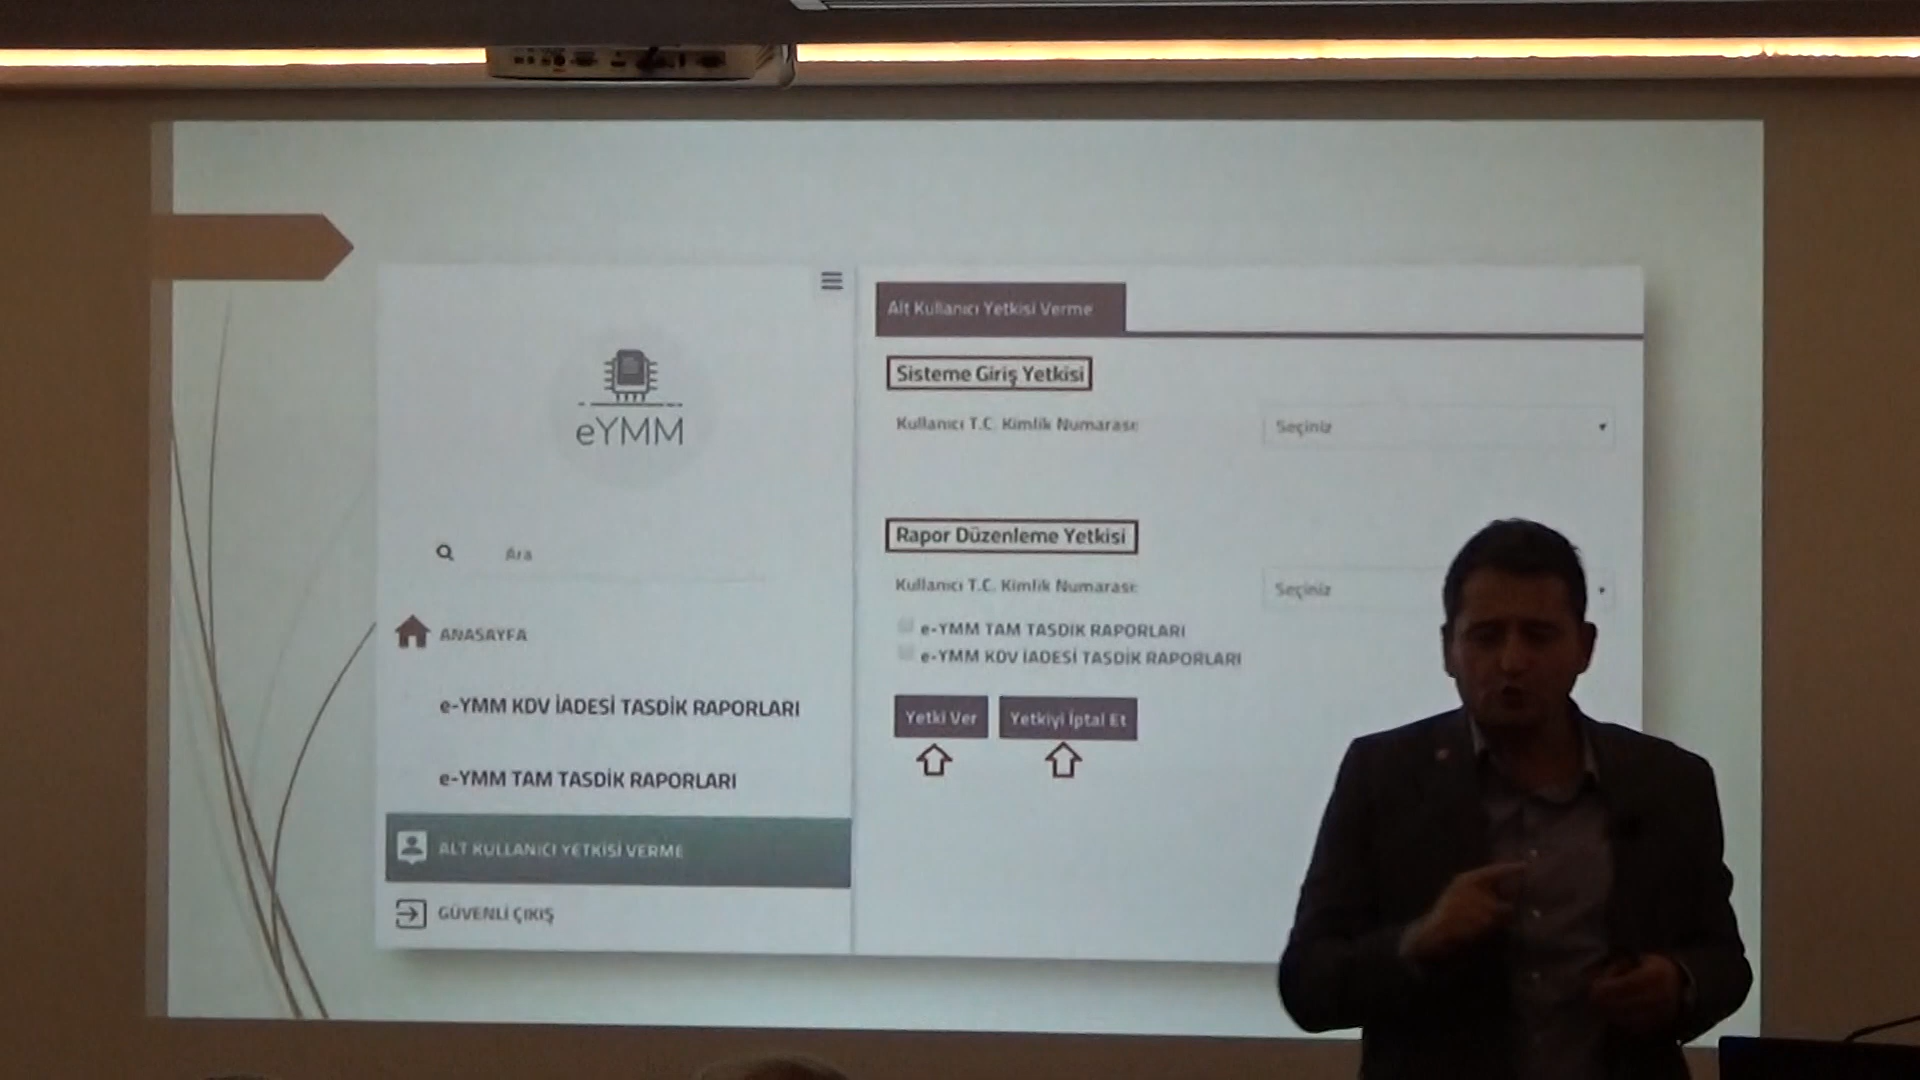 eYMM
Ara
ANASAYFA
e-YMM KDV İADESİ TASDİK RAPORLARI
e-YMM TAM TASDİK RAPORLARI
ALT KULLANICI YETKİSİ VERME
GÜVENLİ ÇIKIŞ
Alt Kullanıcı Yetkisi Verme
Sisteme Giriş Yetkisi
Kullanıcı T.C. Kimlik Numarası:
Seçiniz
Rapor Düzenleme Yetkisi
Kullanıcı T.C. Kimlik Numarası:
Seçiniz
e-YMM TAM TASDIK RAPORLARI
e-YMM KDV İADESİ TASDİK RAPORLARI
Yetki Ver
Yetkiyi İptal Et